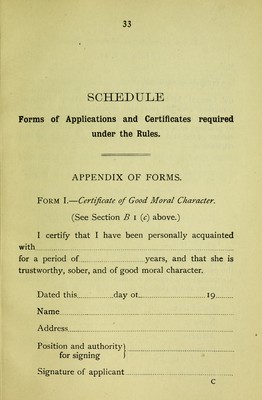 33
SCHEDULE
Forms of Applications and Certificates required
under the Rules.
APPENDIX OF FORMS.
FORM I.—Certificate of Good Moral Character.
(See Section B 1 (c) above.)
I certify that I have been personally acquainted
with
for a period of years, and that she is
trustworthy, sober, and of good moral character.
Dated this day of 19
Name
Address
Position and authority }
for signing
Signature of applicant
C